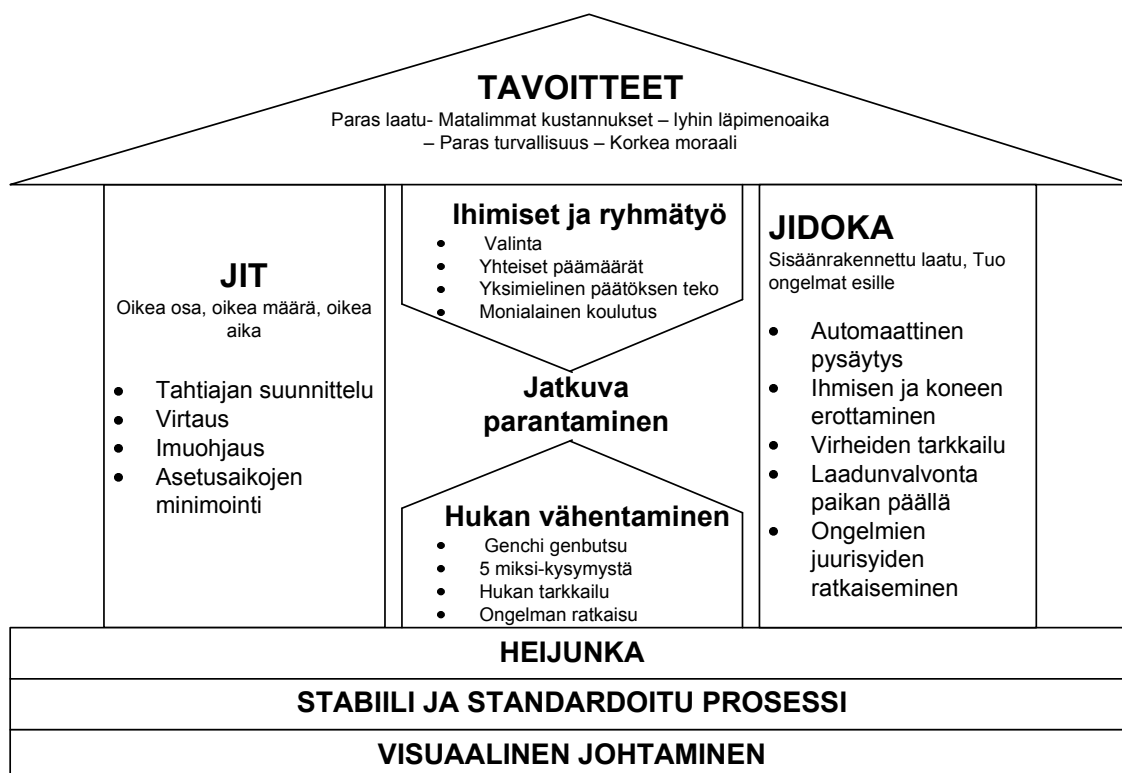 TAVOITTEET
Paras laatu- Matalimmat kustannukset – lyhin läpimenoaika
– Paras turvallisuus – Korkea moraali
JIT
Oikea osa, oikea määrä, oikea
aika
• Tahtiajan suunnittelu
• Virtaus
• Imuohjaus
• Asetusaikojen
minimointi
Ihimiset ja ryhmätyö
• Valinta
• Yhteiset päämäärät
• Yksimielinen päätöksen teko
• Monialainen koulutus
Jatkuva
parantaminen
Hukan vähentaminen
• Genchi genbutsu
• 5 miksi-kysymystä
• Hukan tarkkailu
• Ongelman ratkaisu
JIDOKA
Sisäänrakennettu laatu, Tuo
ongelmat esille
• Automaattinen
pysäytys
• Ihmisen ja koneen
erottaminen
• Virheiden tarkkailu
• Laadunvalvonta
paikan päällä
• Ongelmien
juurisyiden
ratkaiseminen
HEIJUNKA
STABIILI JA STANDARDOITU PROSESSI
VISUAALINEN JOHTAMINEN